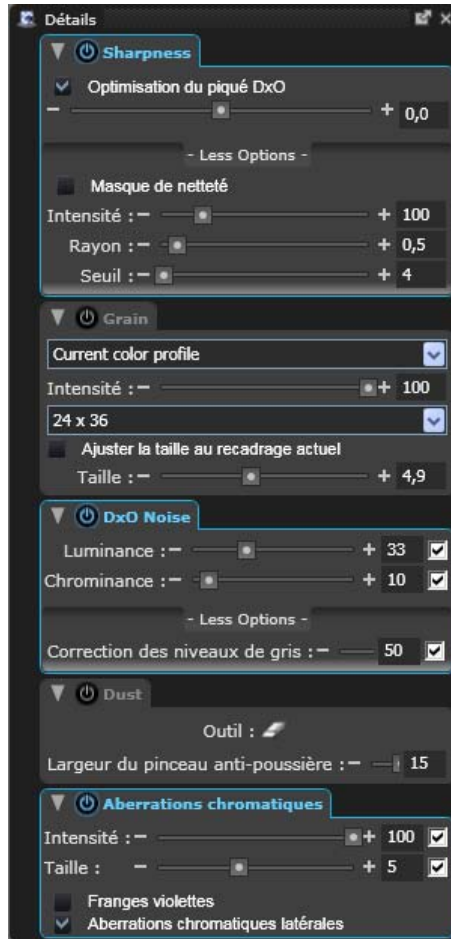 Détails
Sharpness
Optimisation du piqué DxO
− + 0,0
- Less Options -
Masque de netteté
Intensité : − + 100
Rayon : − + 0,5
Seuil : − + 4
Grain
Current color profile
Intensité : − + 100
24 x 36
Ajuster la taille au recadrage actuel
Taille : − + 4,9
DxO Noise
Luminance : − + 33
Chrominance : − + 10
- Less Options -
Correction des niveaux de gris : − 50
Dust
Outil :
Largeur du pinceau anti-poussière : − 15
Aberrations chromatiques
Intensité : − + 100
Taille : − + 5
Franges violettes
Aberrations chromatiques latérales